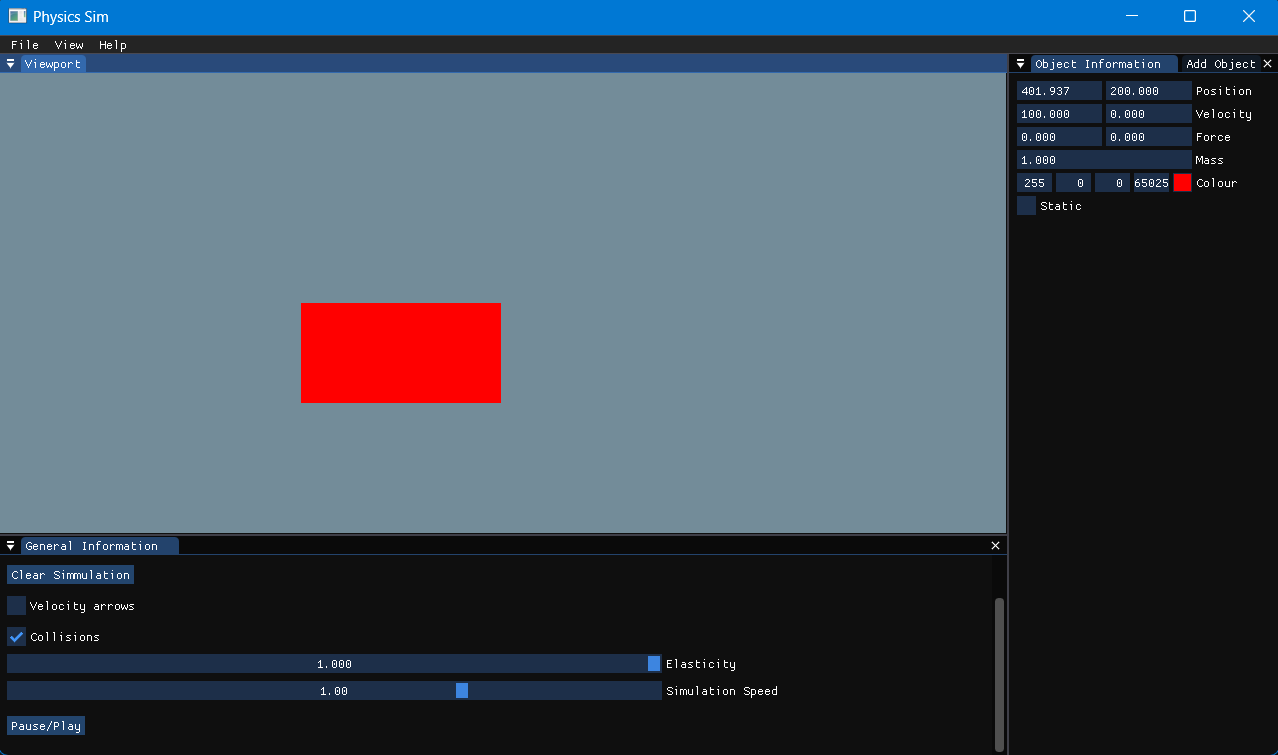 Physics Sim
File View Help
Viewport
Object Information Add Object
401.937 200.000 Position
100.000 0.000 Velocity
0.000 0.000 Force
1.000 Mass
255 0 0 65025 Colour
Static
General Information
Clear Simmulation
Velocity arrows
Collisions
1.000 Elasticity
1.00 Simulation Speed
Pause/Play